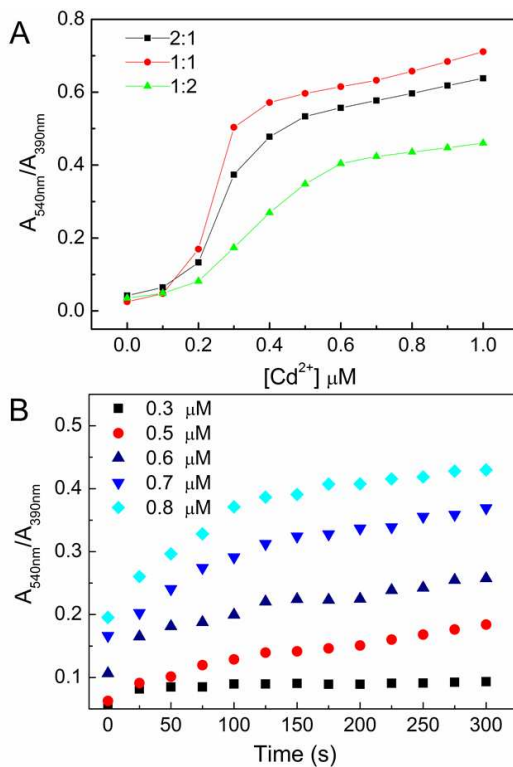 A
2:1
1:1
1:2
0.8
0.6
0.4
0.2
0.0
A540nm/A390nm
0.0 0.2 0.4 0.6 0.8 1.0
[Cd2+] μM
B
0.3 μM
0.5 μM
0.6 μM
0.7 μM
0.8 μM
0.5
0.4
0.3
0.2
0.1
A540nm/A390nm
0 50 100 150 200 250 300
Time (s)